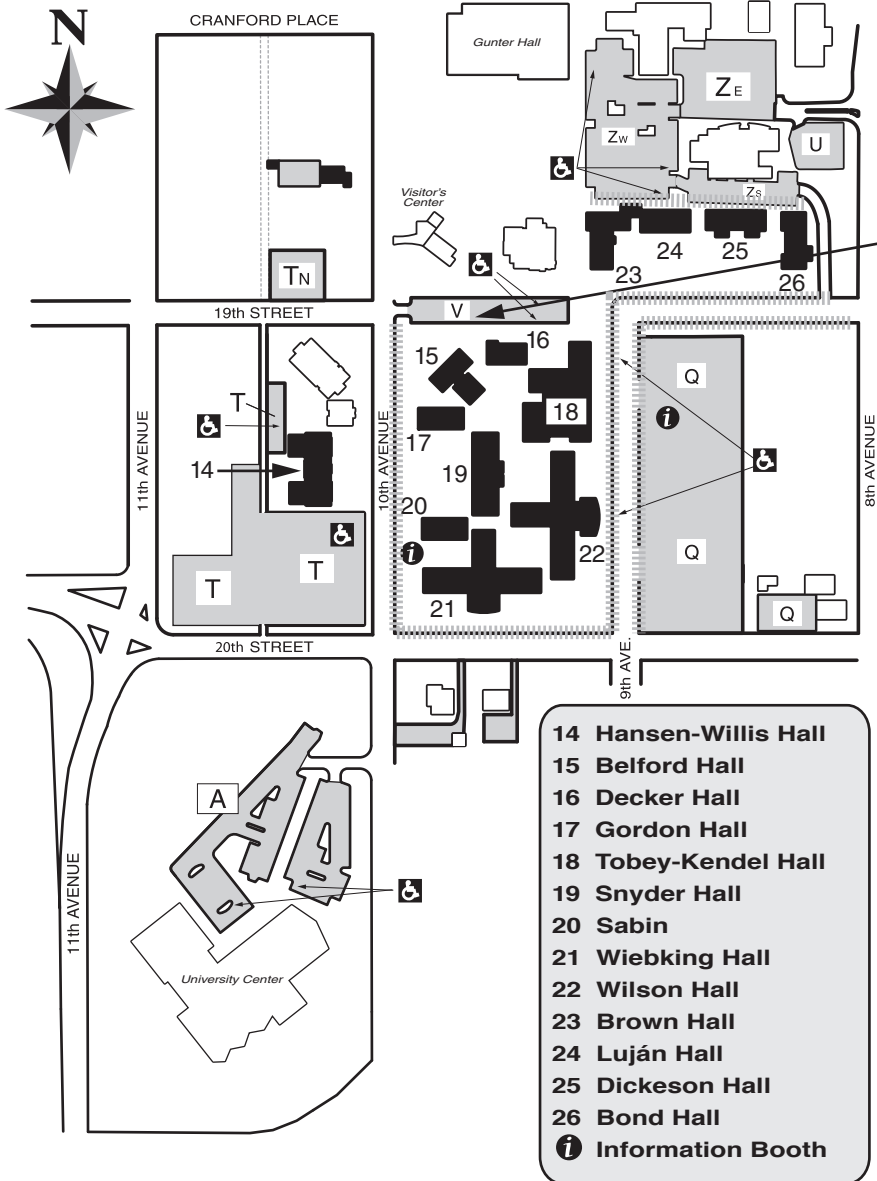 N
CRANFORD PLACE
Gunter Hall
ZE
Zw
U
Zs
Visitor's
Center
24
25
23
26
TN
19TH STREET
V
16
15
18
17
T
14
19
20
22
21
T
T
Q
i
Q
Q
i
11th AVENUE
10th AVENUE
8th AVENUE
9th AVE.
20th STREET
A
11th AVENUE
University Center
14 Hansen-Willis Hall
15 Belford Hall
16 Decker Hall
17 Gordon Hall
18 Tobey-Kendel Hall
19 Snyder Hall
20 Sabin
21 Wiebking Hall
22 Wilson Hall
23 Brown Hall
24 Luján Hall
25 Dickeson Hall
26 Bond Hall
i Information Booth